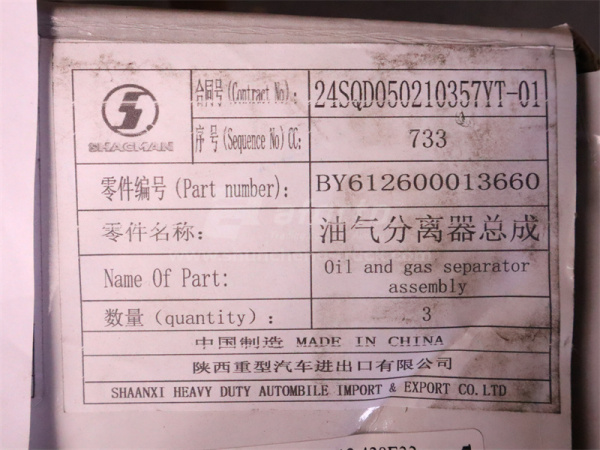 SHACMAN
合同号(Contract No): 24SQD050210357YT-01
序号(Sequence No)CC: 733
零件编号(Part number): BY612600013660
零件名称: 油气分离器总成
Name Of Part: Oil and gas separator
assembly
数量(quantity): 3
中国制造 MADE IN CHINA
陕西重型汽车进出口有限公司
SHAANXI HEAVY DUTY AUTOMBILE IMPORT & EXPORT CO.LTD